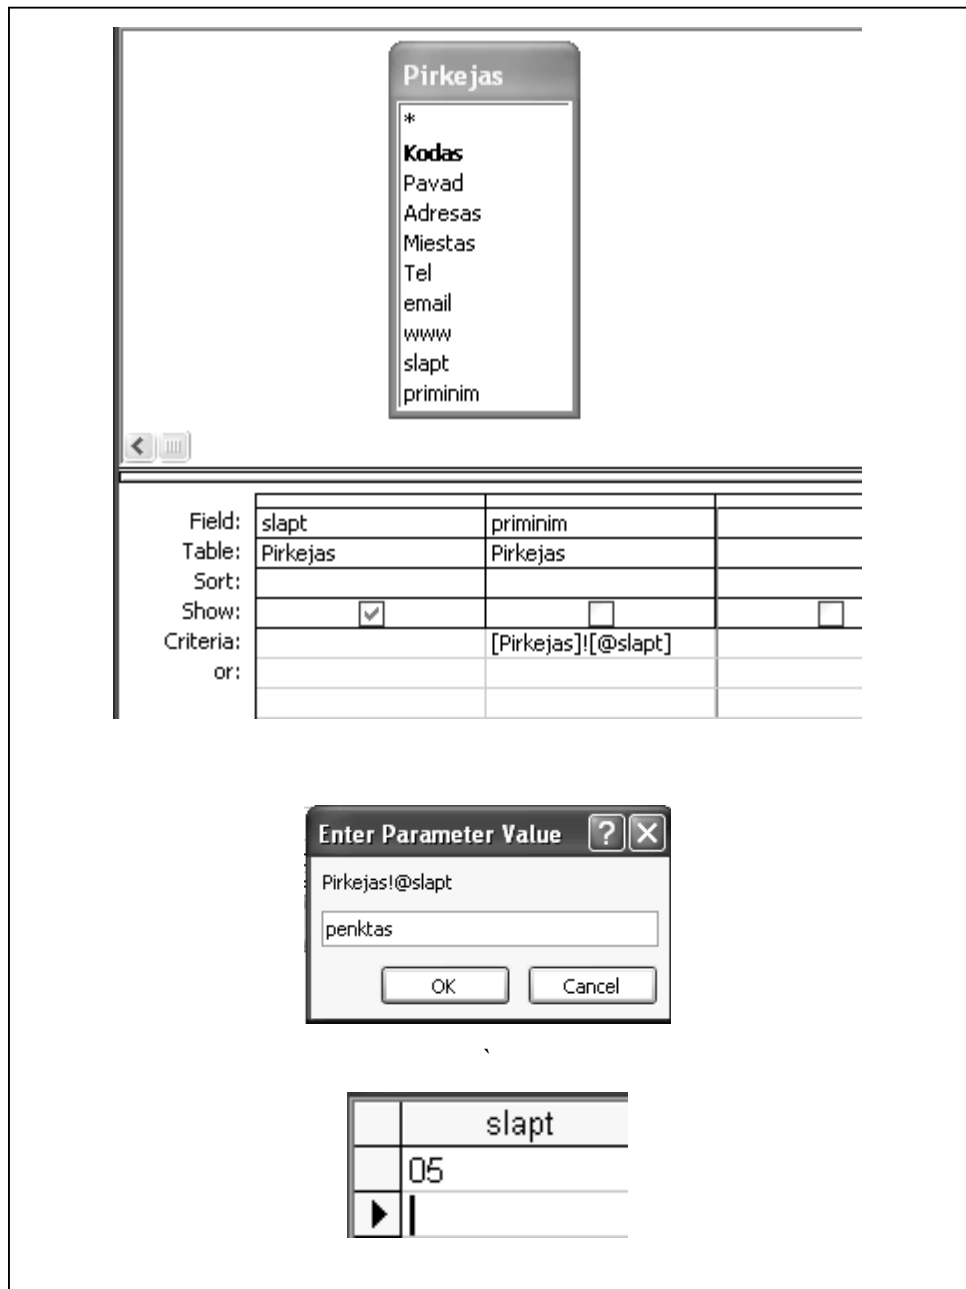 Pirkejas
*
Kodas
Pavad
Adresas
Miestas
Tel
email
www
slapt
priminim
Field: slapt priminim
Table: Pirkejas Pirkejas
Sort:
Show:
Criteria: [Pirkejas]![@slapt]
or:
Enter Parameter Value
Pirkejas!@slapt
penktas
OK Cancel
`
slapt
05